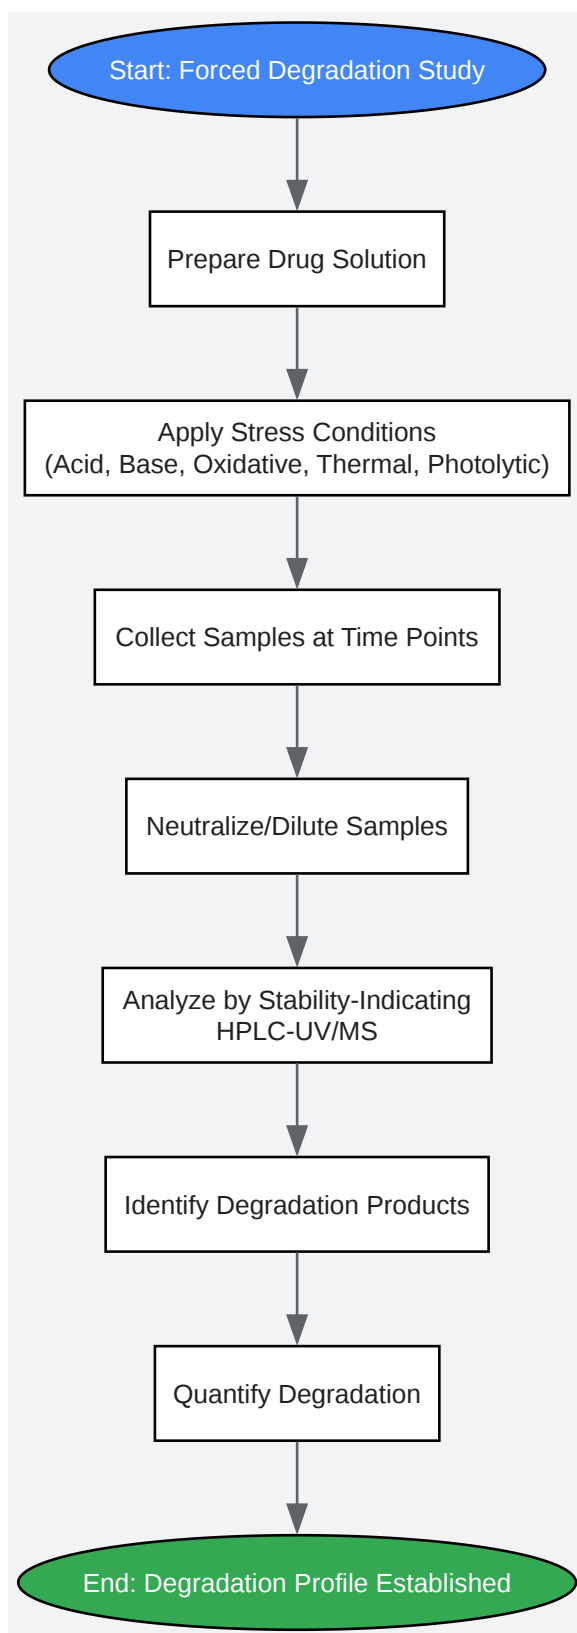 Start: Forced Degradation Study
Prepare Drug Solution
Apply Stress Conditions
(Acid, Base, Oxidative, Thermal, Photolytic)
Collect Samples at Time Points
Neutralize/Dilute Samples
Analyze by Stability-Indicating
HPLC-UV/MS
Identify Degradation Products
Quantify Degradation
End: Degradation Profile Established